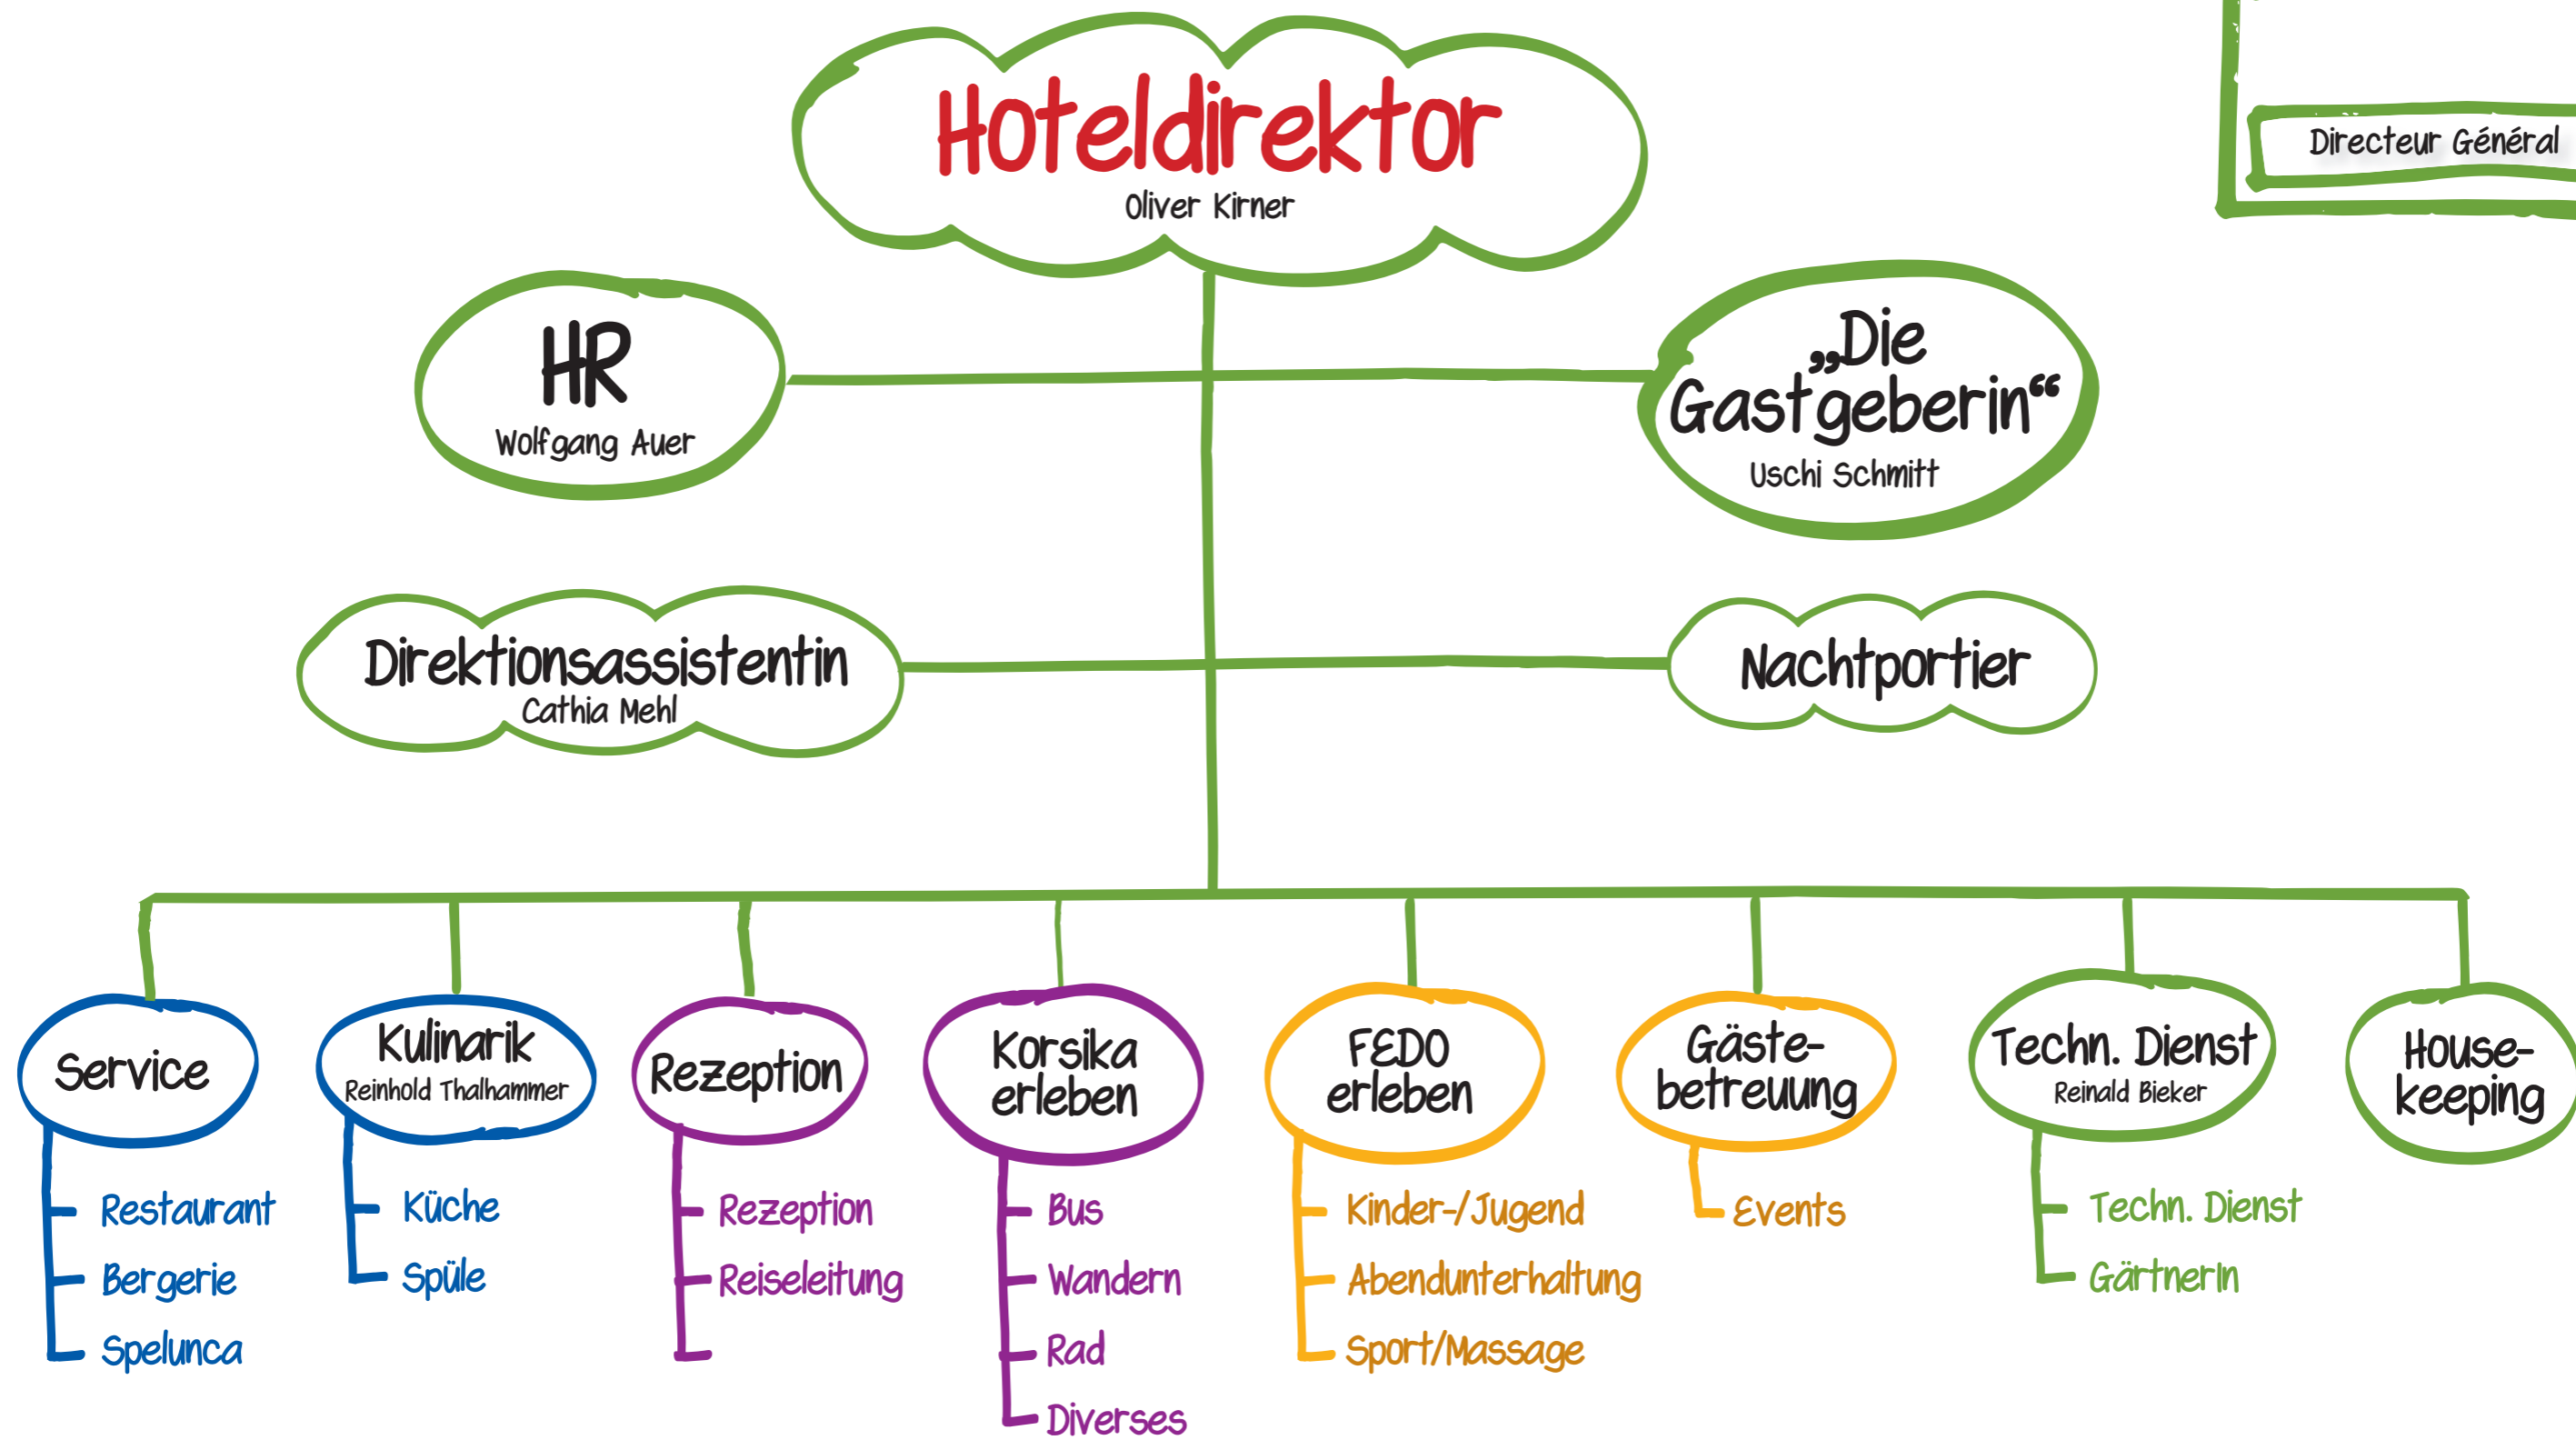 Hoteldirektor
Oliver Kirner
Directeur Général
HR
Wolfgang Auer
„Die
Gastgeberin“
Uschi Schmitt
Direktionsassistentin
Cathia Mehl
Nachtportier
Service
Restaurant
Bergerie
Spelunca
Kulinarik
Reinhold Thalhammer
Küche
Spüle
Rezeption
Rezeption
Reiseleitung
Korsika
erleben
Bus
Wandern
Rad
Diverses
FEDO
erleben
Kinder-/Jugend
Abendunterhaltung
Sport/Massage
Gäste-
betreuung
Events
Techn. Dienst
Reinald Bieker
Techn. Dienst
GärtnerIn
House-
keeping